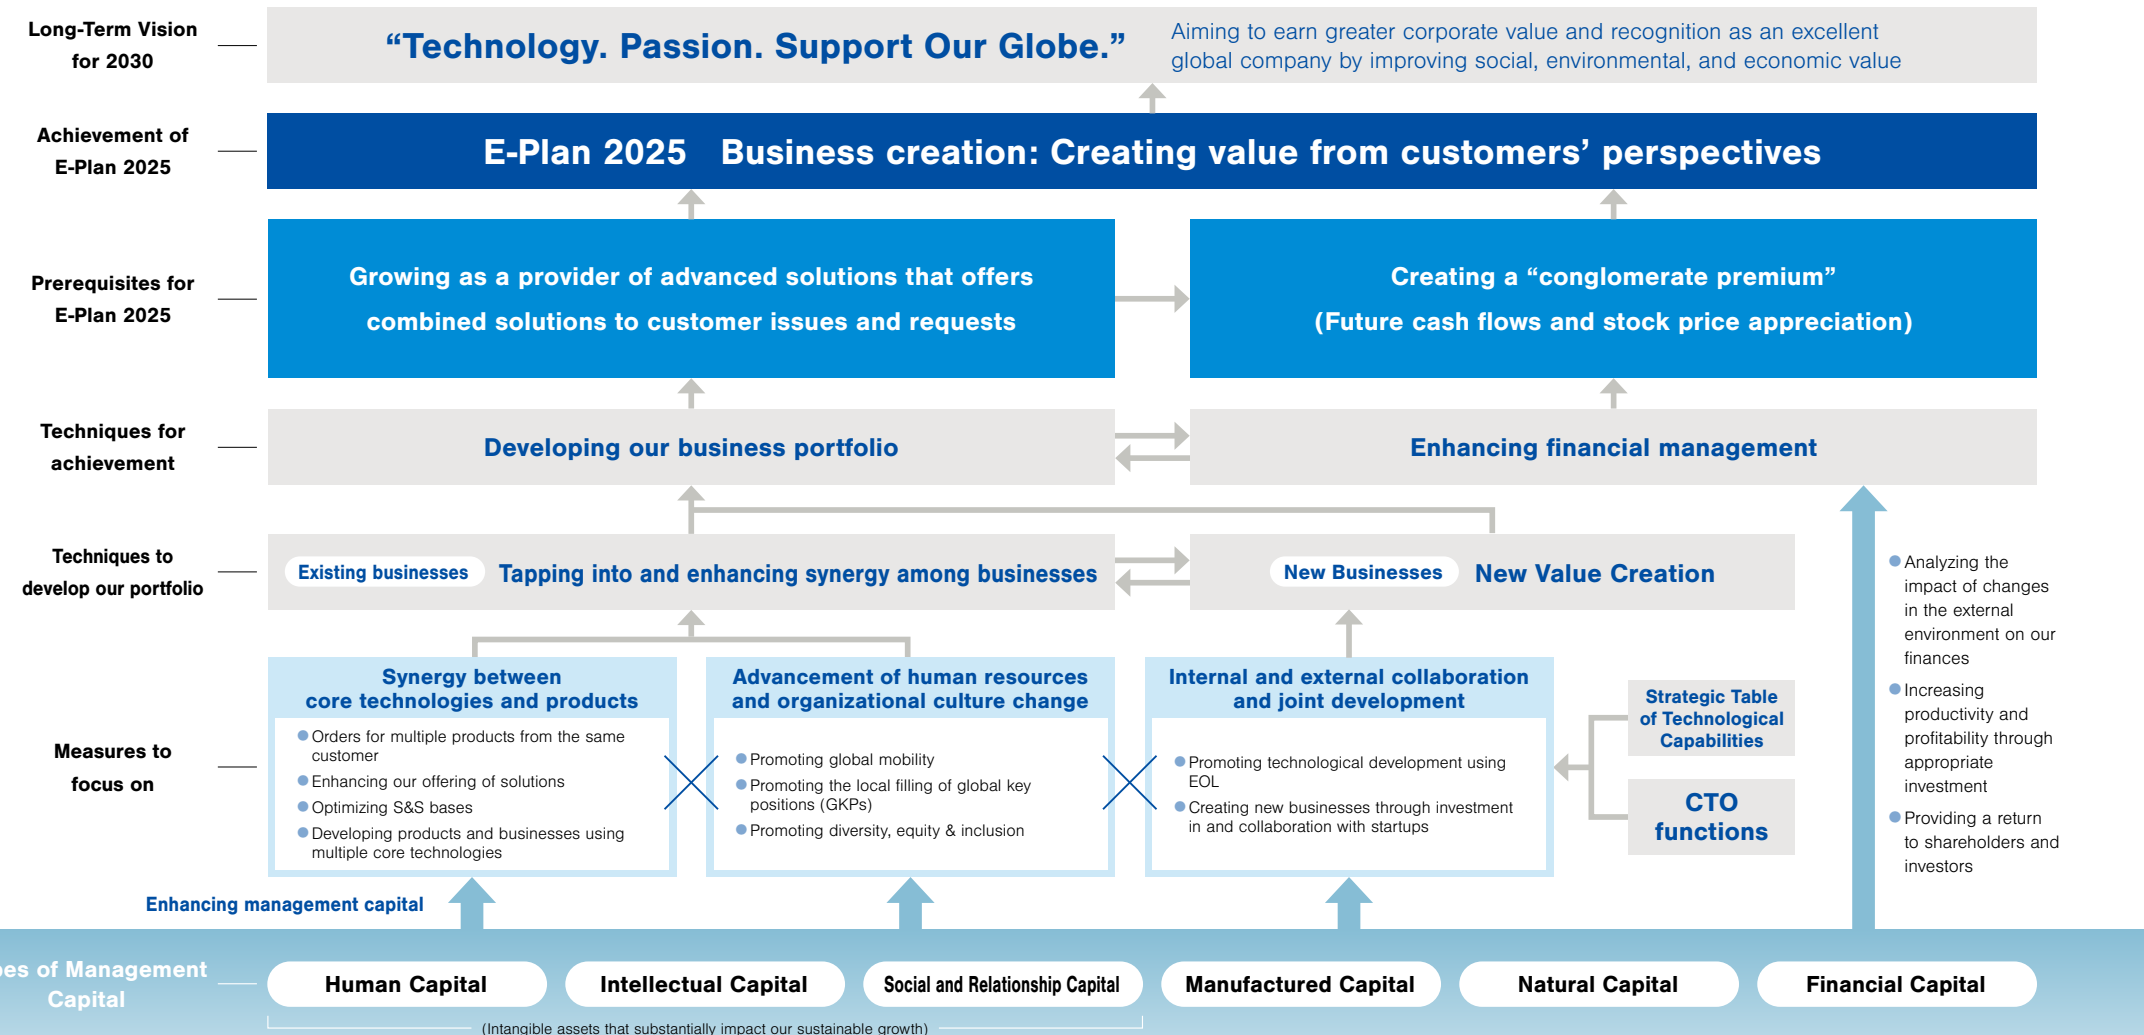 Long-Term Vision
for 2030
“Technology. Passion. Support Our Globe.”
Aiming to earn greater corporate value and recognition as an excellent
global company by improving social, environmental, and economic value
Achievement of
E-Plan 2025
E-Plan 2025 Business creation: Creating value from customers’ perspectives
Prerequisites for
E-Plan 2025
Growing as a provider of advanced solutions that offers
combined solutions to customer issues and requests
Creating a “conglomerate premium”
(Future cash flows and stock price appreciation)
Techniques for
achievement
Developing our business portfolio
Enhancing financial management
Techniques to
develop our portfolio
Existing businesses
Tapping into and enhancing synergy among businesses
New Businesses
New Value Creation
Measures to
focus on
Synergy between
core technologies and products
● Orders for multiple products from the same
customer
● Enhancing our offering of solutions
● Optimizing S&S bases
● Developing products and businesses using
multiple core technologies
Advancement of human resources
and organizational culture change
● Promoting global mobility
● Promoting the local filling of global key
positions (GKPs)
● Promoting diversity, equity & inclusion
Internal and external collaboration
and joint development
● Promoting technological development using
EOL
● Creating new businesses through investment
in and collaboration with startups
Strategic Table
of Technological
Capabilities
CTO
functions
● Analyzing the
impact of changes
in the external
environment on our
finances
● Increasing
productivity and
profitability through
appropriate
investment
● Providing a return
to shareholders and
investors
Enhancing management capital
of Management
Capital
Human Capital
Intellectual Capital
Social and Relationship Capital
Manufactured Capital
Natural Capital
Financial Capital
(Intangible assets that substantially impact our sustainable growth)